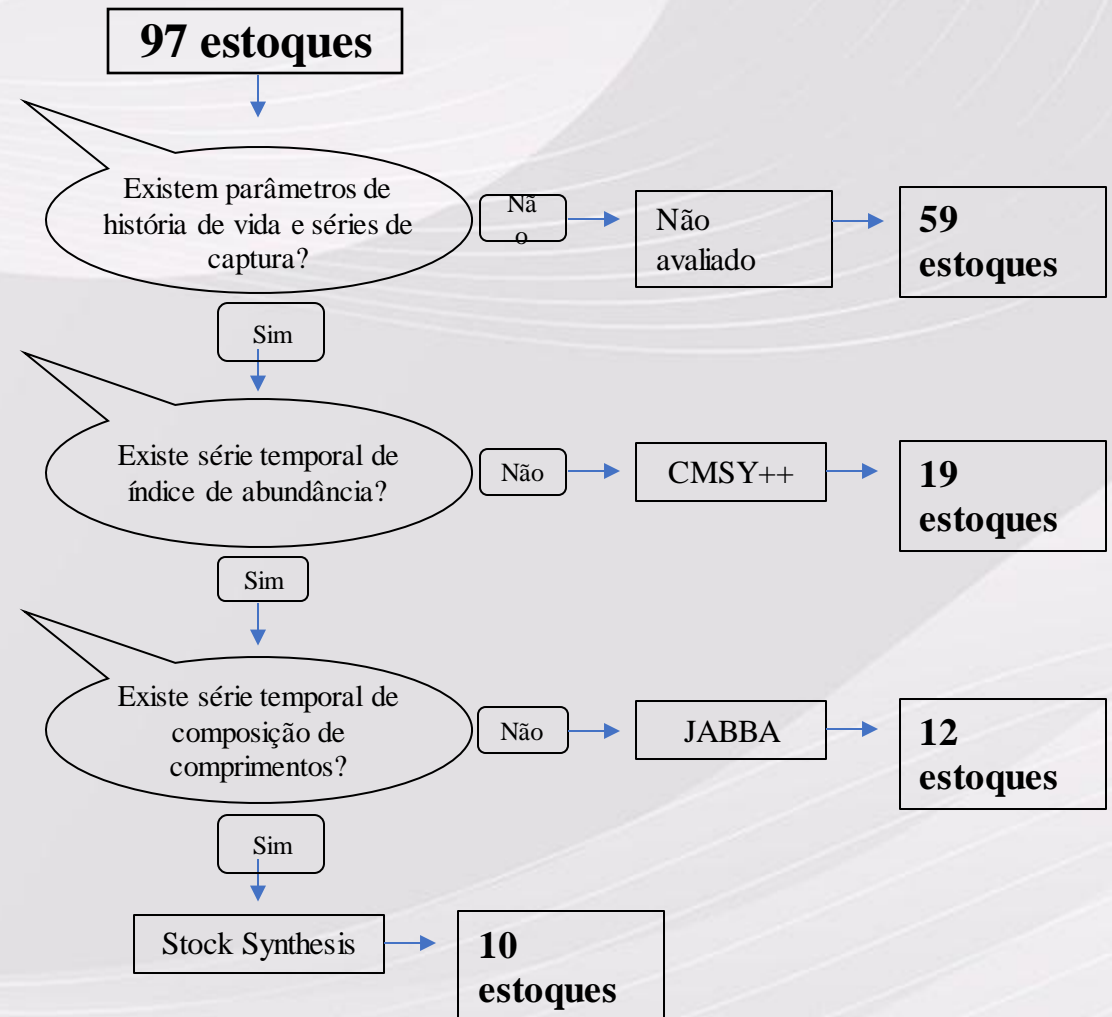 97 estoques
Existem parâmetros de
história de vida e séries de
captura?
Nã
o
Não
avaliado
59
estoques
Sim
Existe série temporal de
índice de abundância?
Não
CMSY++
19
estoques
Sim
Existe série temporal de
composição de
comprimentos?
Não
JABBA
12
estoques
Sim
Stock Synthesis
10
estoques